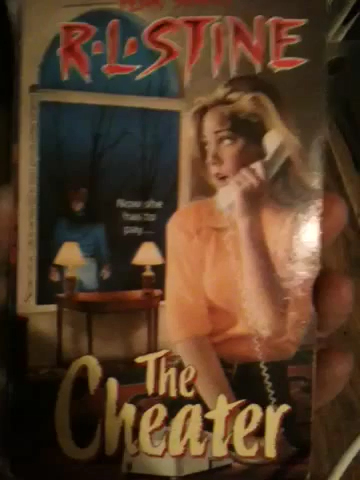 R·L·STINE
Now she
has to
pay...
The
Cheater